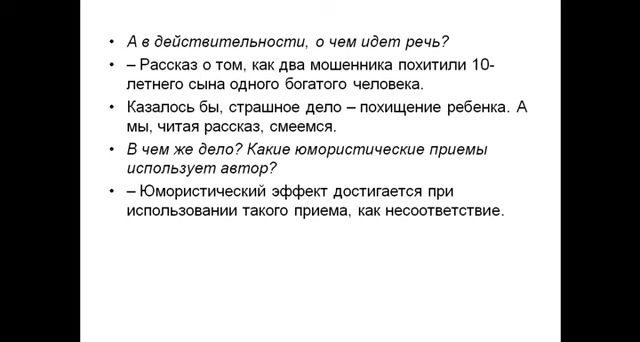 • А в действительности, о чем идет речь?
• – Рассказ о том, как два мошенника похитили 10-
летнего сына одного богатого человека.
• Казалось бы, страшное дело – похищение ребенка. А
мы, читая рассказ, смеемся.
• В чем же дело? Какие юмористические приемы
использует автор?
• – Юмористический эффект достигается при
использовании такого приема, как несоответствие.